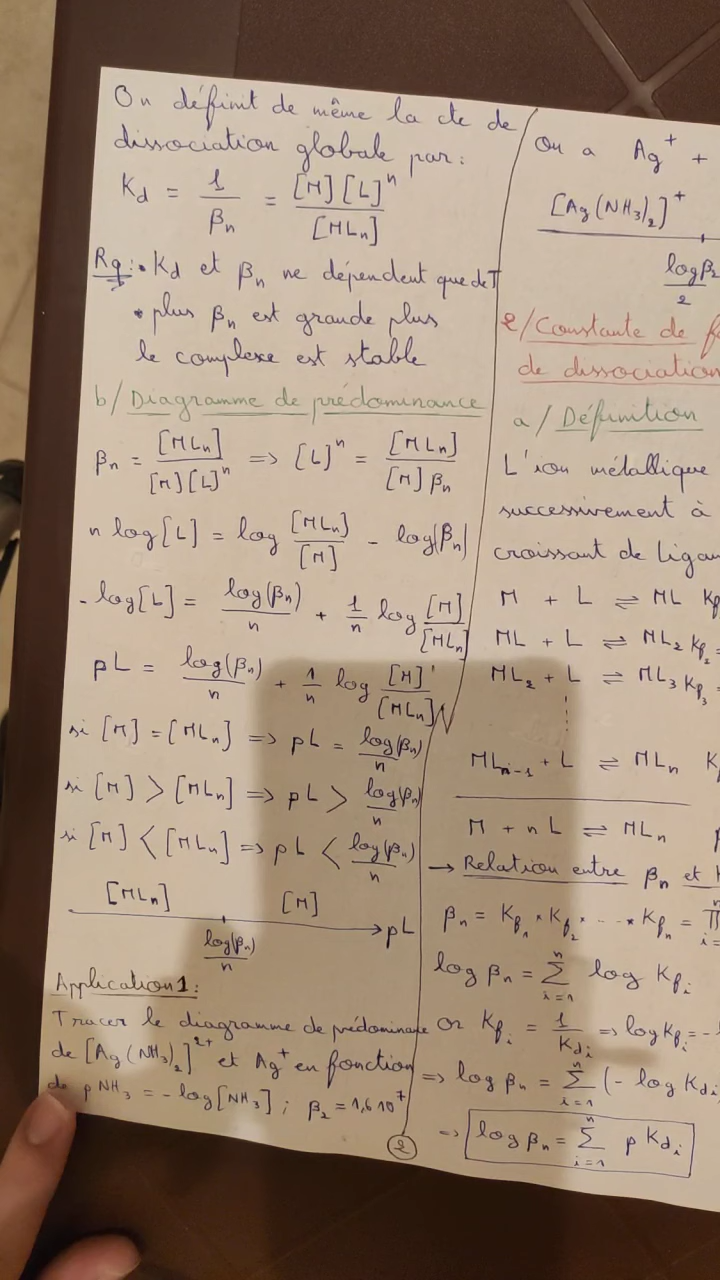 On définit de même la cte de
dissociation globale par:
Kd = 1/βn = [M][L]^n/[MLn]
Rq: • Kd et βn ne dépendent que de T
• plus βn est grande plus
le complexe est stable
b/ Diagramme de prédominance
βn = [MLn]/[M][L]^n => [L]^n = [MLn]/[M]βn
n log[L] = log [MLn]/[M] - log(βn)
-log[L] = log(βn)/n + 1/n log [M]/[MLn]
pL = log(βn)/n + 1/n log [M]/[MLn]
si [M] = [MLn] => pL = log(βn)/n
si [M] > [MLn] => pL > log(βn)/n
si [M] < [MLn] => pL < log(βn)/n
[MLn] [M]
log(βn)/n → pL
Application 1:
Tracer le diagramme de prédominance
de [Ag(NH3)2]^2+ et Ag+ en fonction
de pNH3 = -log[NH3] ; β2 = 1,6 10^7
2
On a Ag+ +
[Ag(NH3)2]+
logβ2/2
2/ Constante de
de dissociation
a/ Définition
L'ion métallique
successivement à
croissant de Ligan
M + L ⇌ ML
ML + L ⇌ ML2 Kf2 =
ML2 + L ⇌ ML3 Kf3 =
MLn-1 + L ⇌ MLn
M + nL ⇌ MLn
→ Relation entre βn et
βn = Kf1 * Kf2 * ... * Kfn = Π
log βn = Σ i=1 n log Kfi
or Kfi = 1/Kdi => log Kfi = -
=> log βn = Σ i=1 n (- log Kdi
=> log βn = Σ i=1 n p Kdi